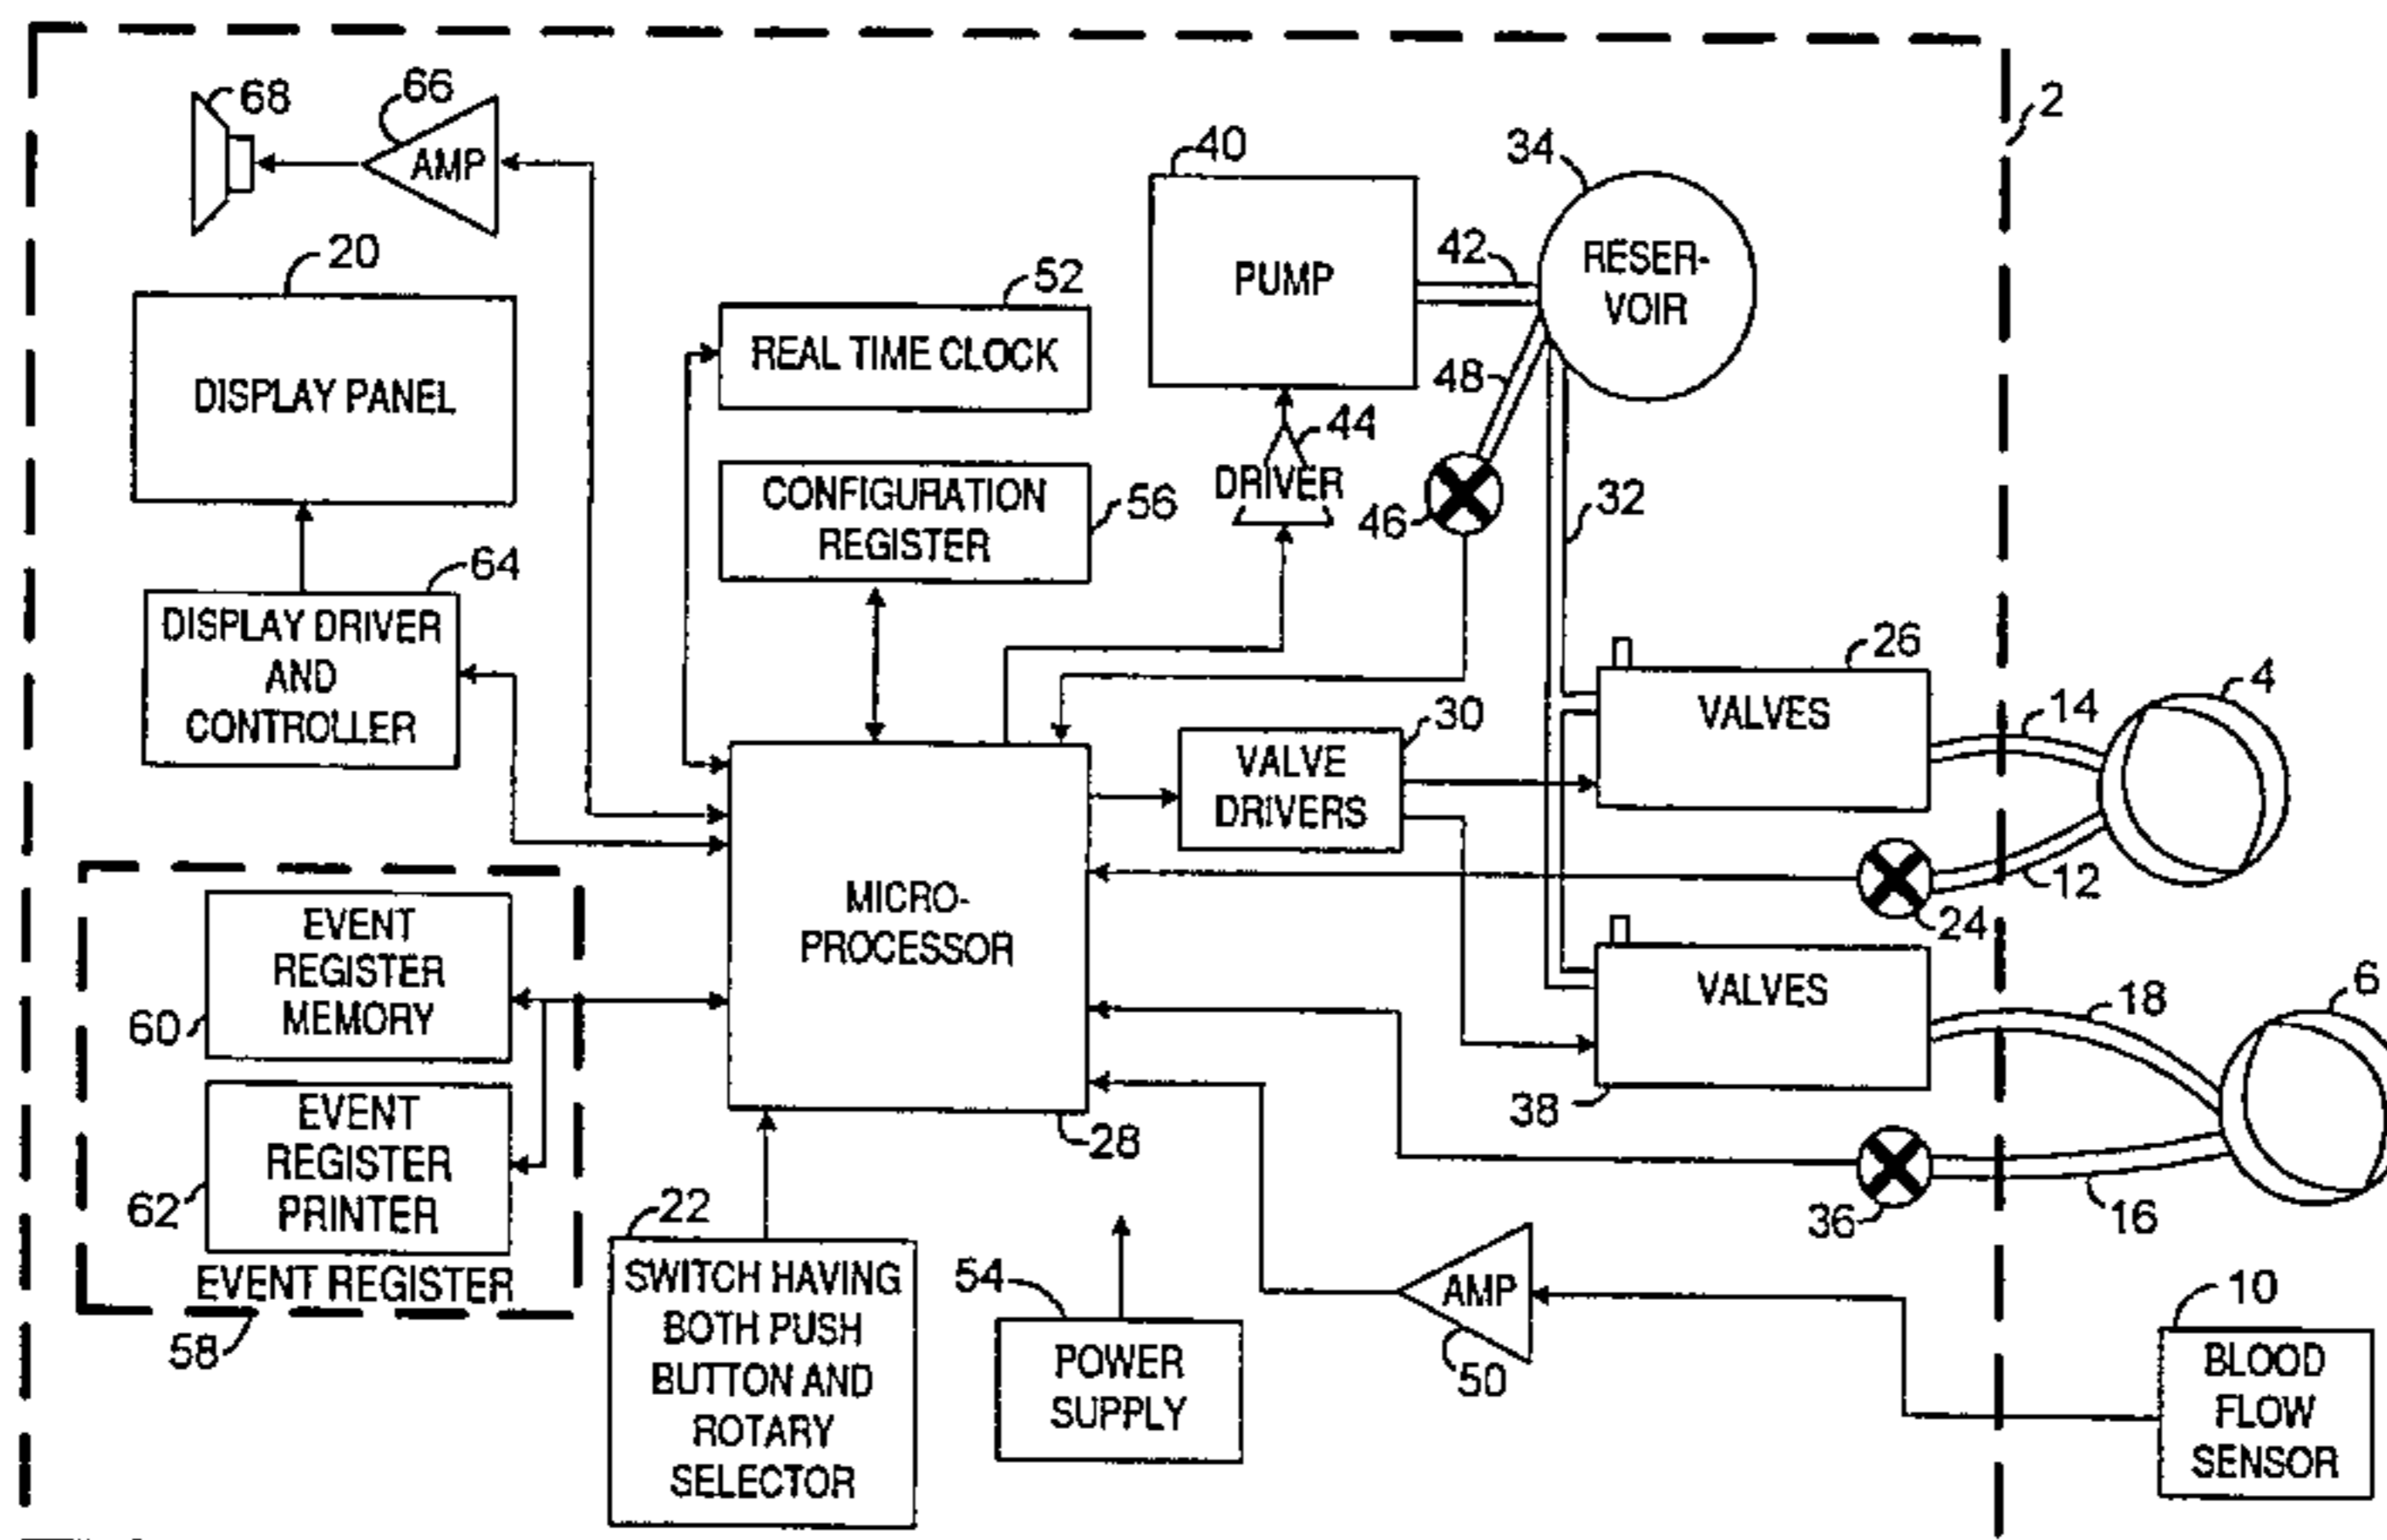 2
68
66
AMP
40
34
PUMP
42
RESER-
VOIR
20
DISPLAY PANEL
52
REAL TIME CLOCK
48
44
DRIVER
46
32
CONFIGURATION
REGISTER
56
64
DISPLAY DRIVER
AND
CONTROLLER
26
VALVES
4
14
30
VALVE
DRIVERS
12
24
MICRO-
PROCESSOR
28
VALVES
38
18
6
36
16
EVENT
REGISTER
MEMORY
60
EVENT
REGISTER
PRINTER
62
EVENT REGISTER
58
22
SWITCH HAVING
BOTH PUSH
BUTTON AND
ROTARY
SELECTOR
54
POWER
SUPPLY
AMP
50
10
BLOOD
FLOW
SENSOR